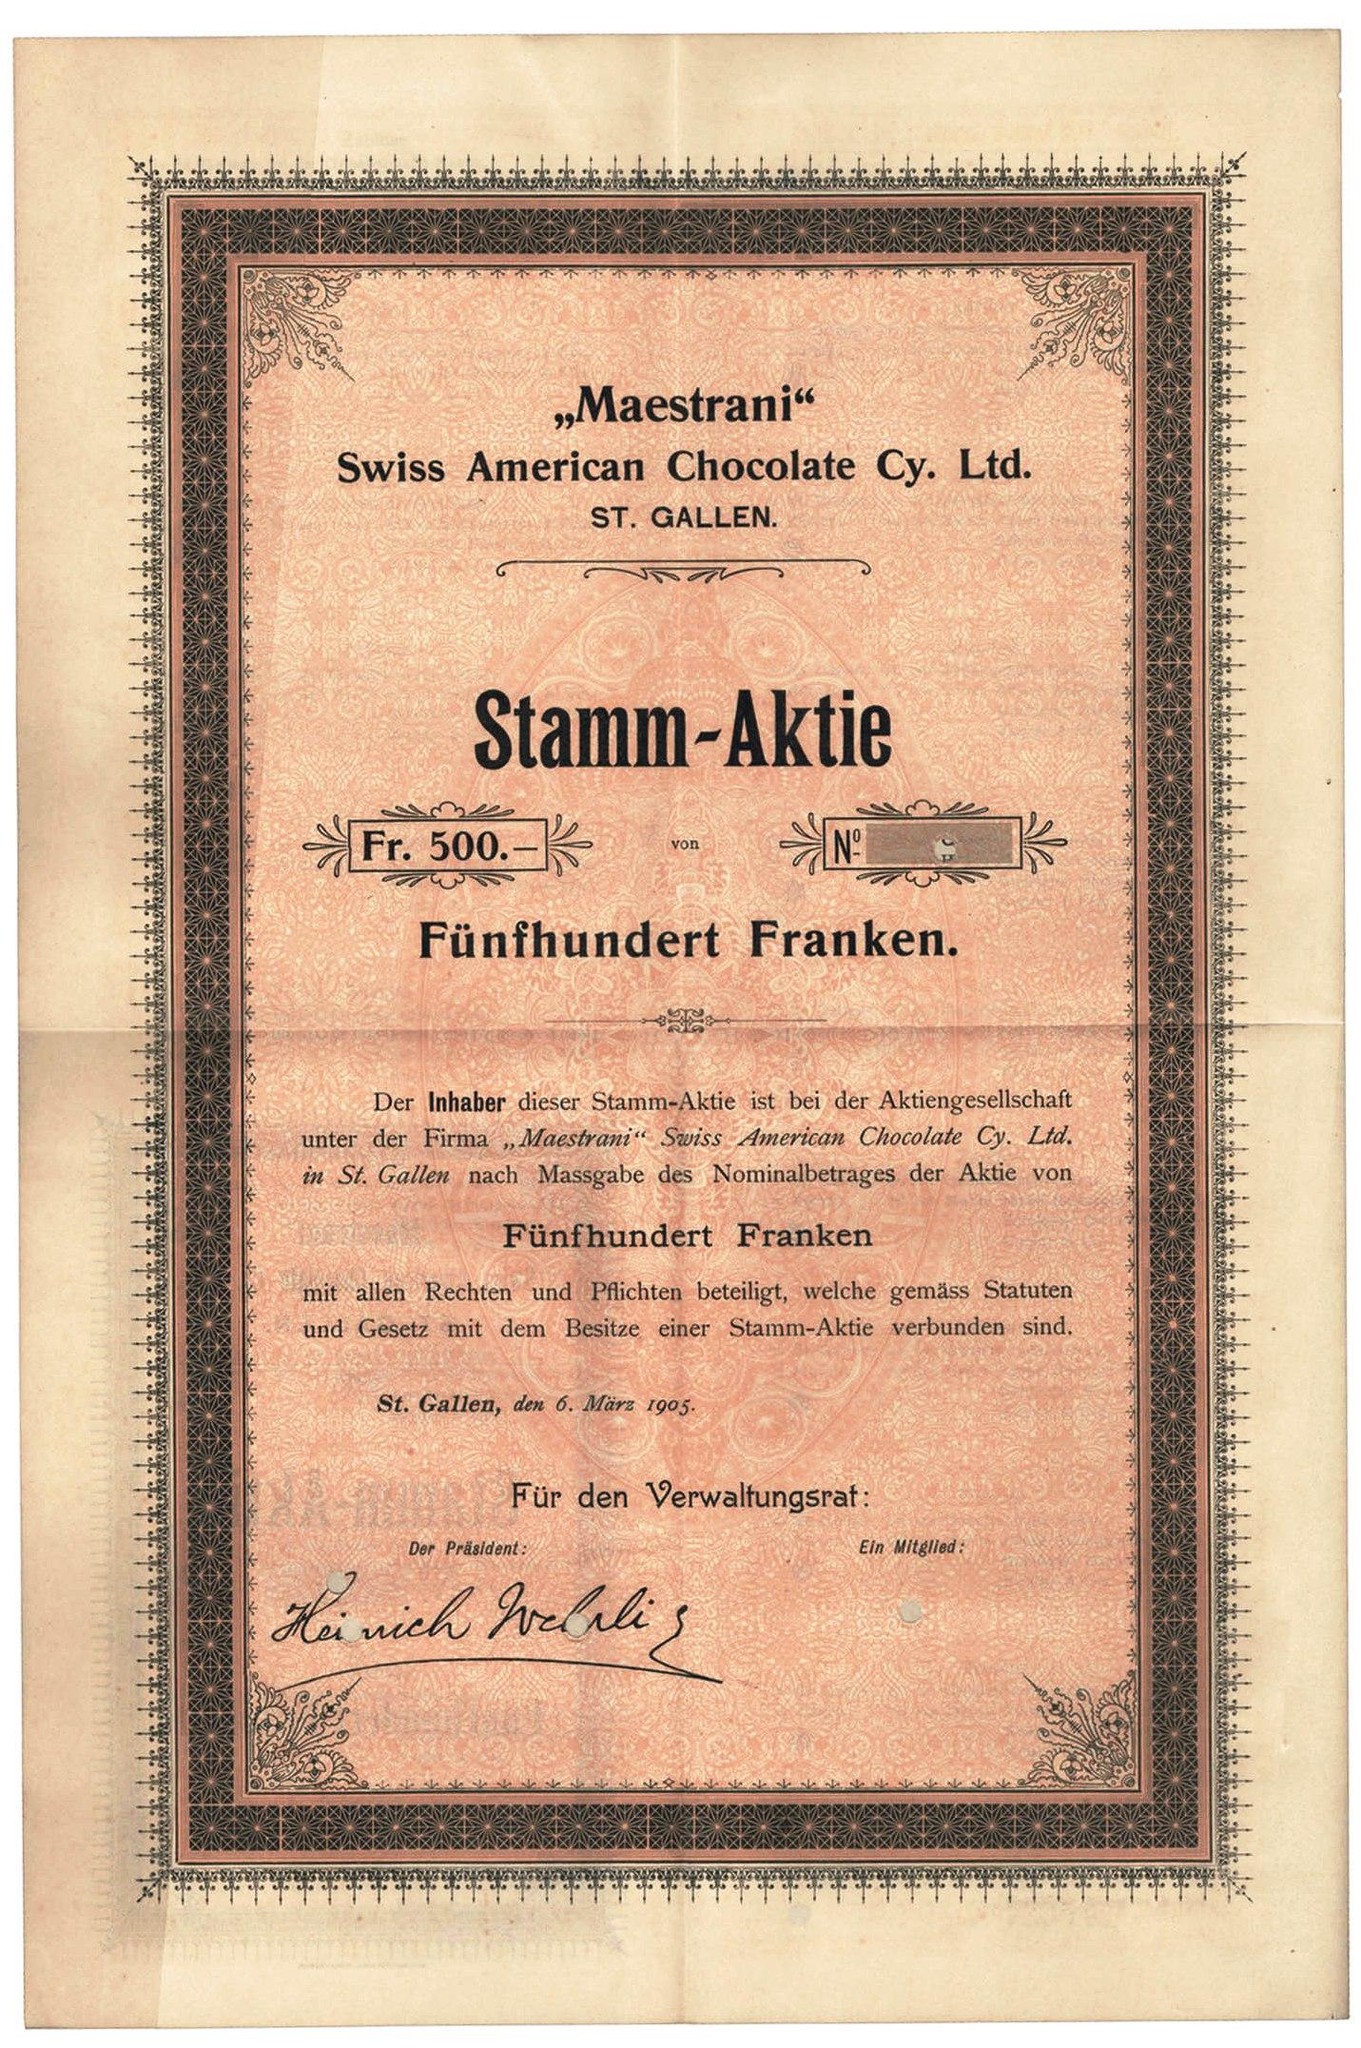 „Maestrani“
Swiss American Chocolate Cy. Ltd.
ST. GALLEN.
Stamm-Aktie
Fr. 500.— von No
Fünfhundert Franken.
Der Inhaber dieser Stamm-Aktie ist bei der Aktiengesellschaft
unter der Firma „Maestrani“ Swiss American Chocolate Cy. Ltd.
in St. Gallen nach Massgabe des Nominalbetrages der Aktie von
Fünfhundert Franken
mit allen Rechten und Pflichten beteiligt, welche gemäss Statuten
und Gesetz mit dem Besitze einer Stamm-Aktie verbunden sind.
St. Gallen, den 6. März 1905.
Für den Verwaltungsrat:
Der Präsident: Ein Mitglied:
Heinrich Wehrli